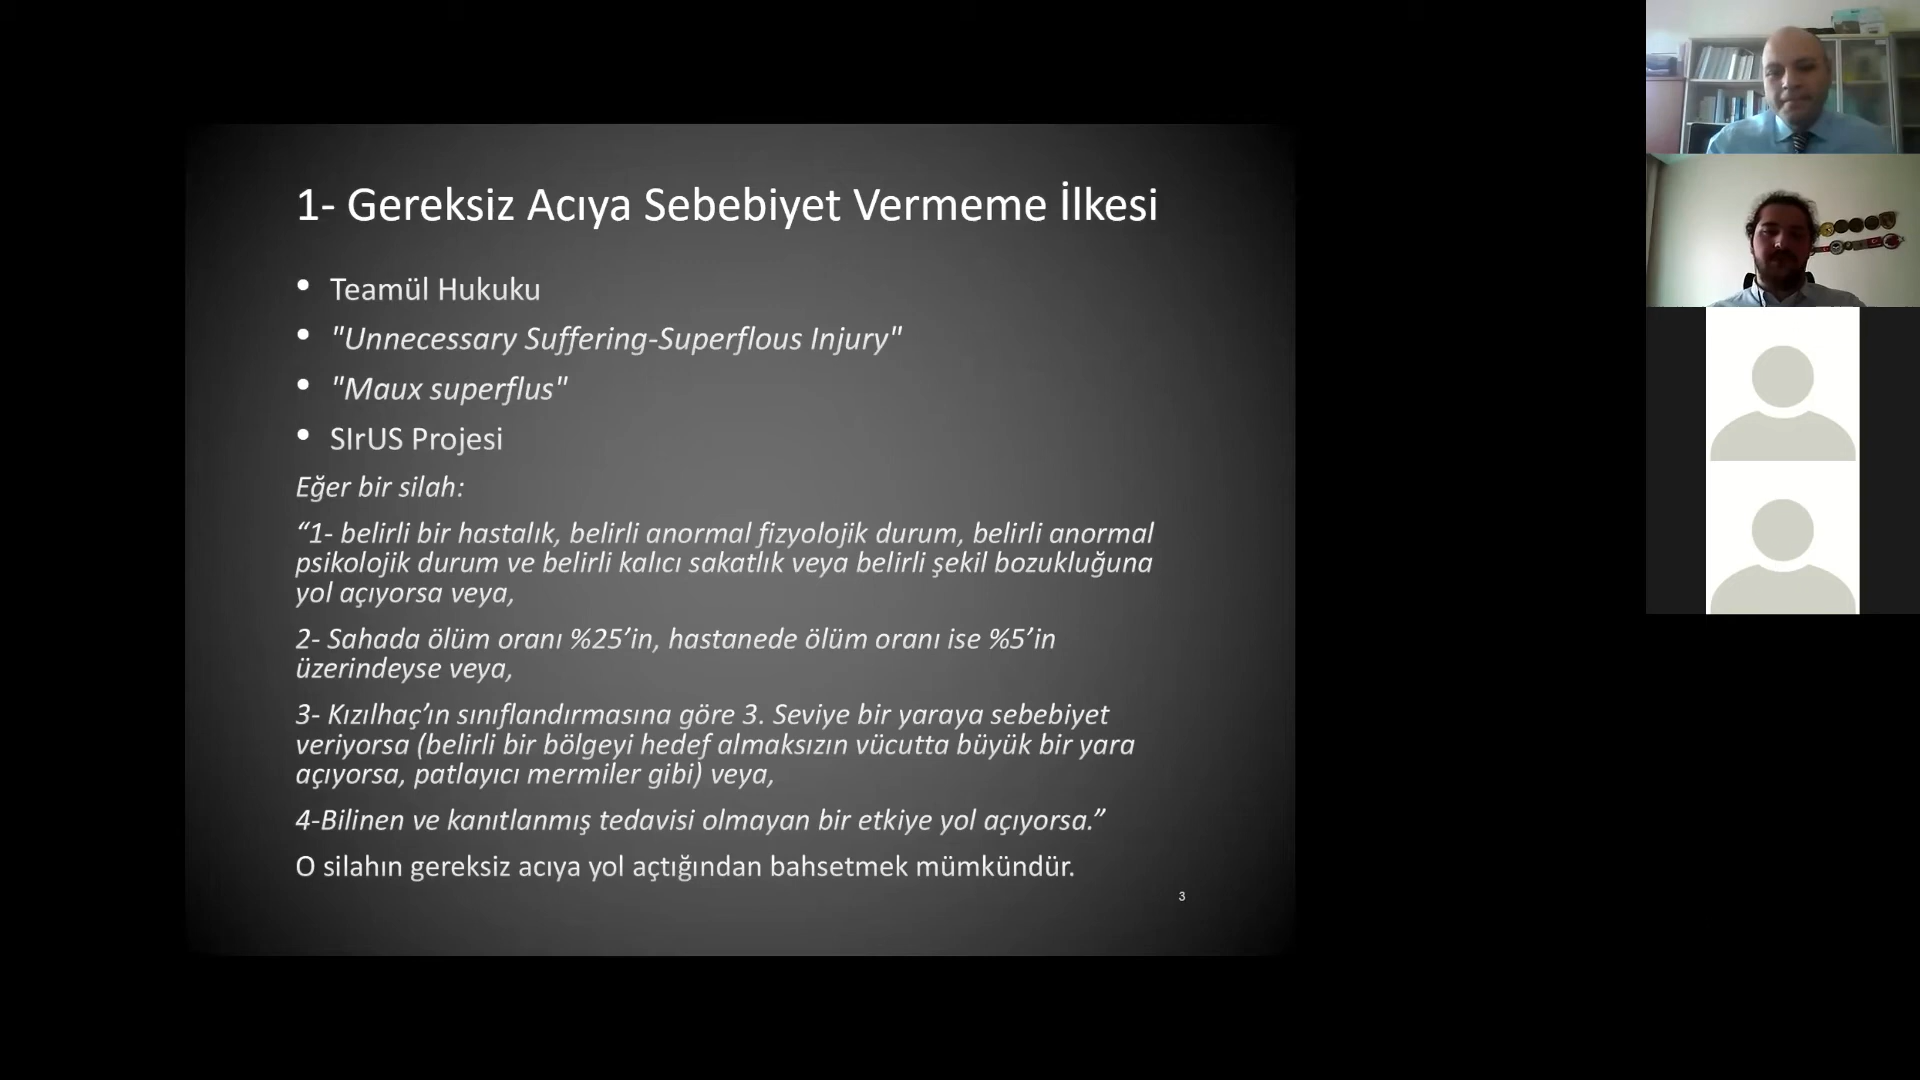 1- Gereksiz Acıya Sebebiyet Vermeme İlkesi
• Teamül Hukuku
• "Unnecessary Suffering-Superflous Injury"
• "Maux superflus"
• SIrUS Projesi
Eğer bir silah:
“1- belirli bir hastalık, belirli anormal fizyolojik durum, belirli anormal
psikolojik durum ve belirli kalıcı sakatlık veya belirli şekil bozukluğuna
yol açıyorsa veya,
2- Sahada ölüm oranı %25’in, hastanede ölüm oranı ise %5’in
üzerindeyse veya,
3- Kızılhaç’ın sınıflandırmasına göre 3. Seviye bir yaraya sebebiyet
veriyorsa (belirli bir bölgeyi hedef almaksızın vücutta büyük bir yara
açıyorsa, patlayıcı mermiler gibi) veya,
4-Bilinen ve kanıtlanmış tedavisi olmayan bir etkiye yol açıyorsa.”
O silahın gereksiz acıya yol açtığından bahsetmek mümkündür.
3